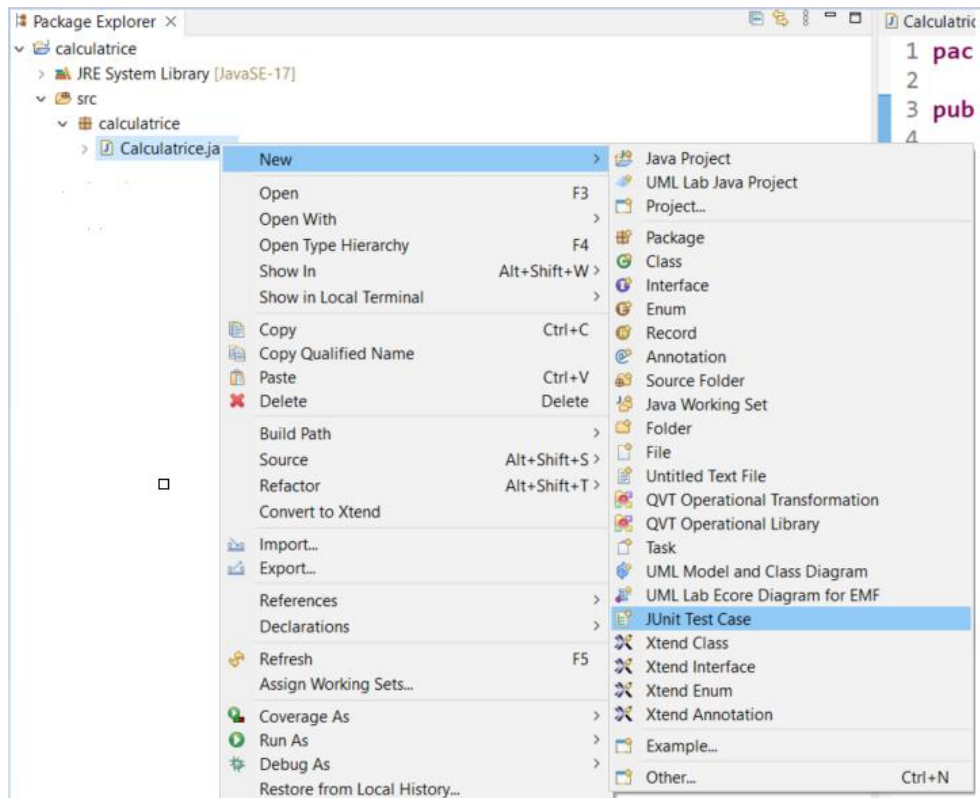 Package Explorer
calculatrice
JRE System Library [JavaSE-17]
src
calculatrice
Calculatrice.ja
New
Open F3
Open With
Open Type Hierarchy F4
Show In Alt+Shift+W >
Show in Local Terminal
Copy Ctrl+C
Copy Qualified Name
Paste Ctrl+V
Delete Delete
Build Path
Source Alt+Shift+S >
Refactor Alt+Shift+T >
Convert to Xtend
Import...
Export...
References
Declarations
Refresh F5
Assign Working Sets...
Coverage As
Run As
Debug As
Restore from Local History...
Java Project
UML Lab Java Project
Project...
Package
Class
Interface
Enum
Record
Annotation
Source Folder
Java Working Set
Folder
File
Untitled Text File
QVT Operational Transformation
QVT Operational Library
Task
UML Model and Class Diagram
UML Lab Ecore Diagram for EMF
JUnit Test Case
Xtend Class
Xtend Interface
Xtend Enum
Xtend Annotation
Example...
Other... Ctrl+N
Calculatric
1 pac
2
3 pub
4